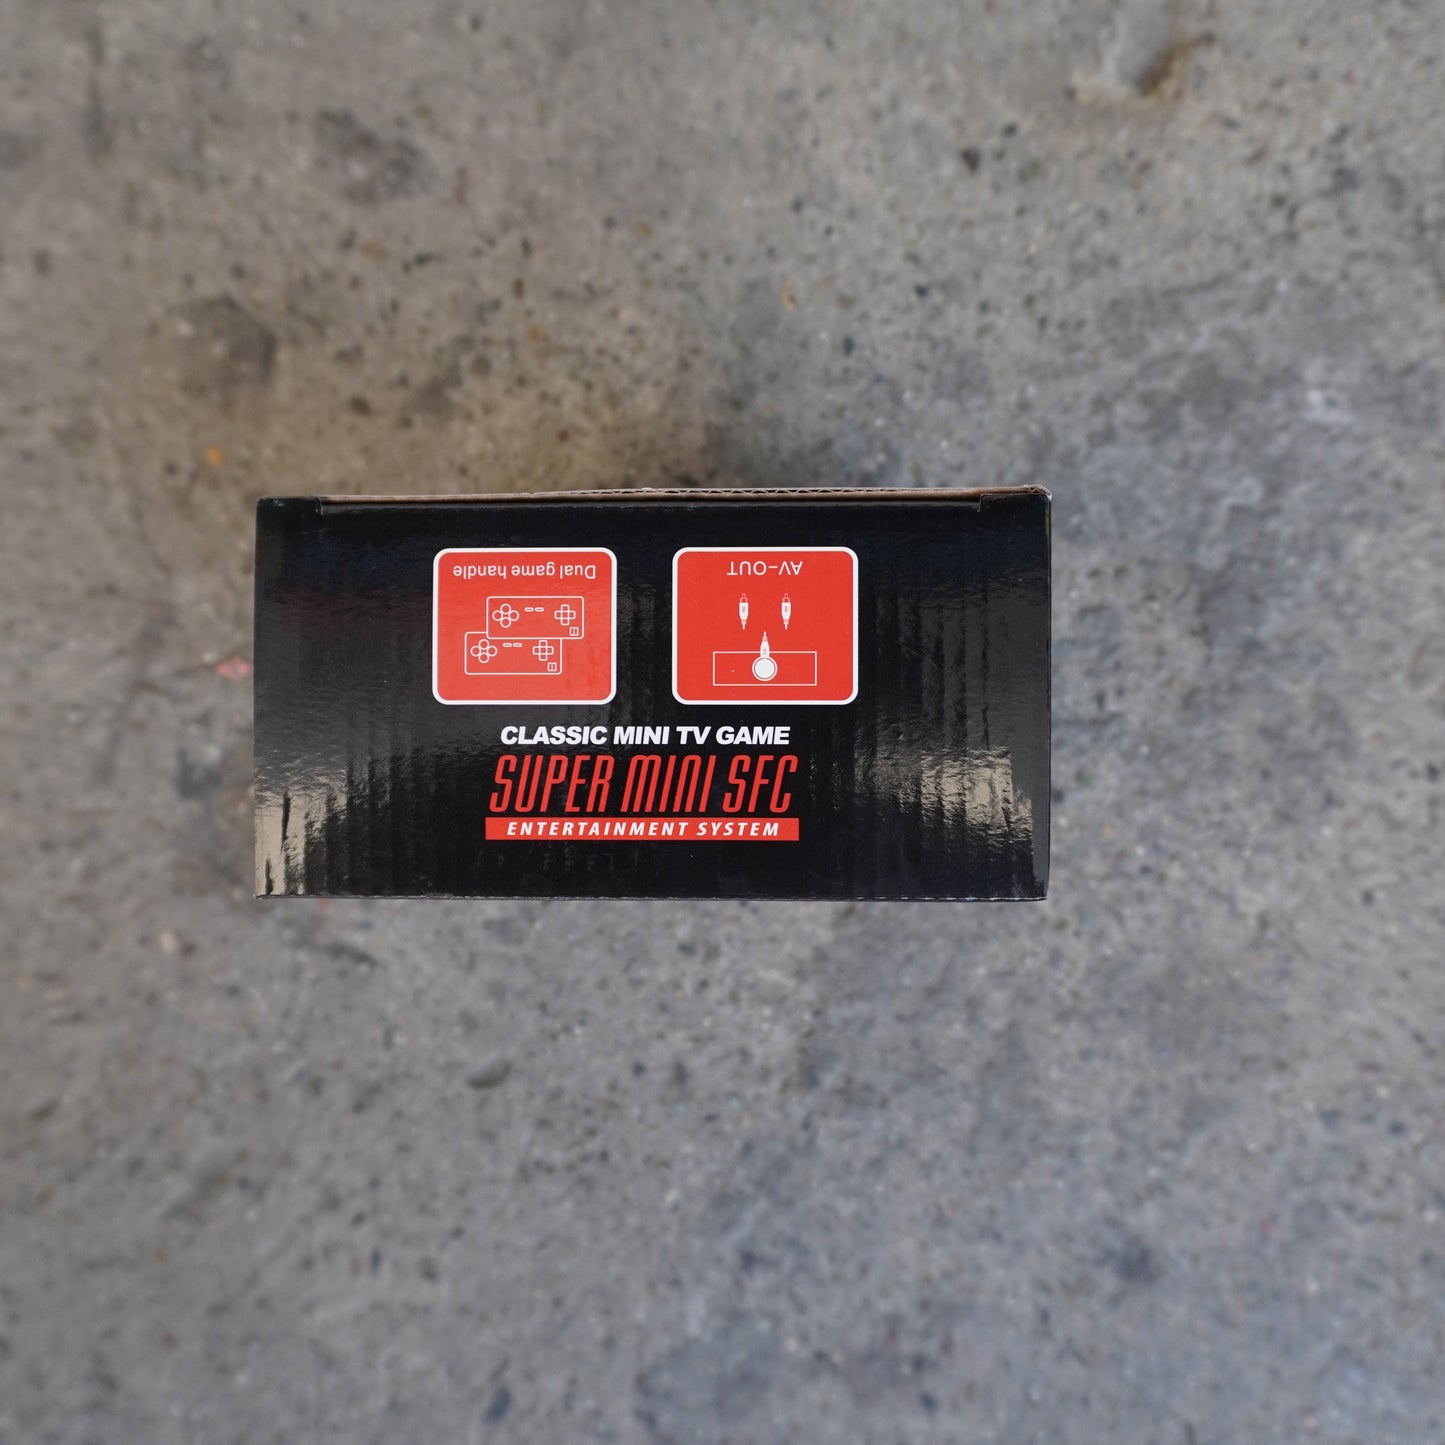 Dual game handle
AV-OUT
CLASSIC MINI TV GAME
SUPER MINI SFC
ENTERTAINMENT SYSTEM